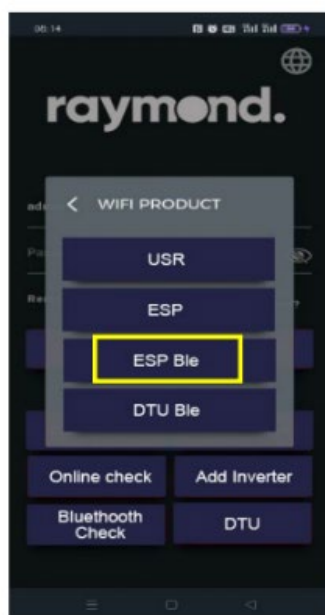 06:14
raymond.
WIFI PRODUCT
USR
ESP
ESP Ble
DTU Ble
Online check
Add Inverter
Bluethooth
Check
DTU